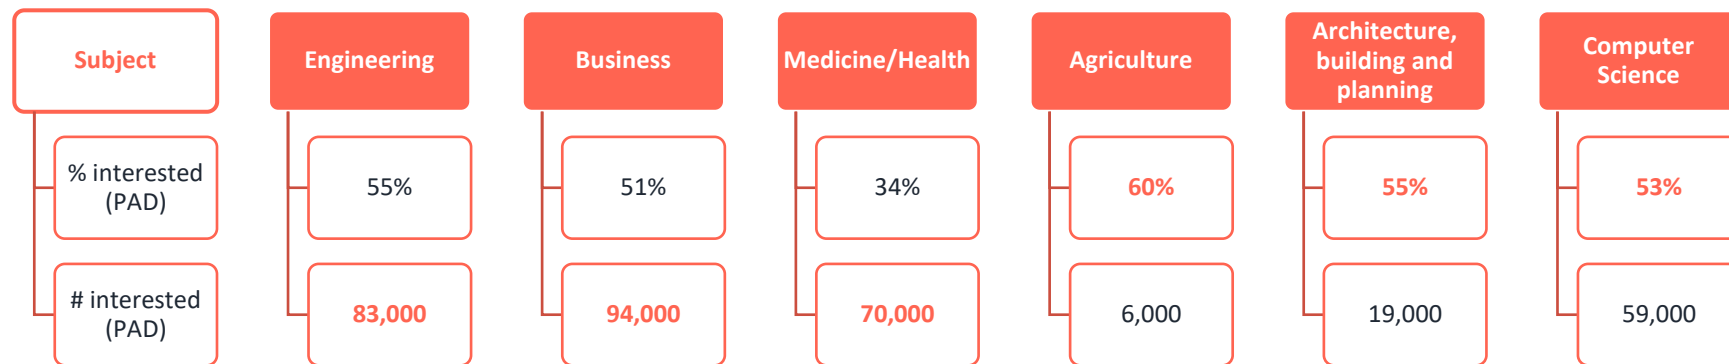 Subject
% interested
(PAD)
# interested
(PAD)
Engineering
55%
83,000
Business
51%
94,000
Medicine/Health
34%
70,000
Agriculture
60%
6,000
Architecture,
building and
planning
55%
19,000
Computer
Science
53%
59,000